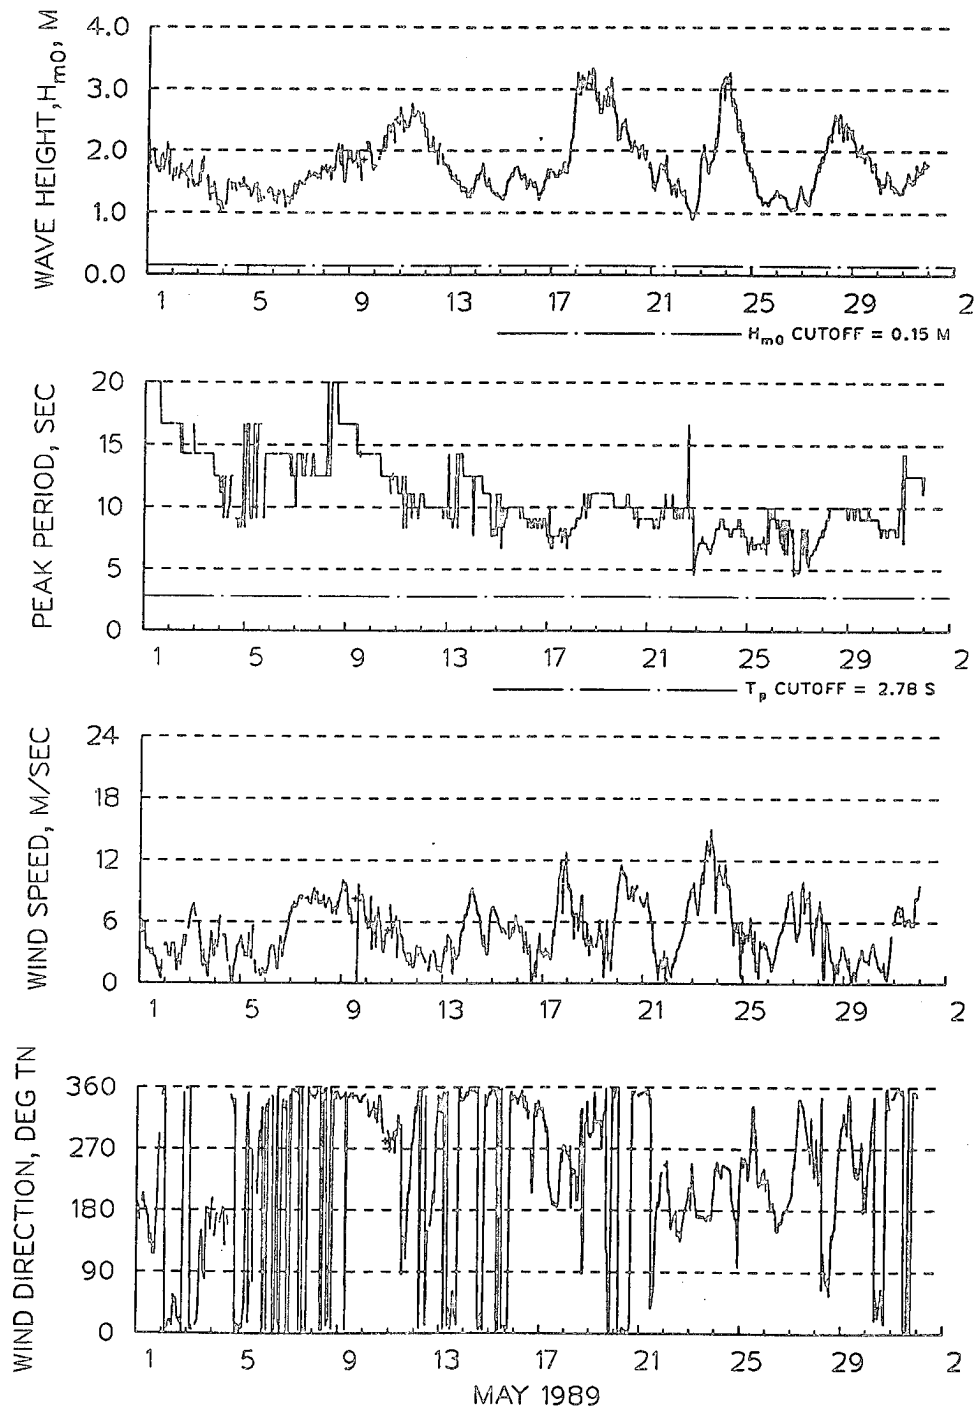 WAVE HEIGHT, Hm0, M
4.0
3.0
2.0
1.0
0.0
1 5 9 13 17 21 25 29 2
Hm0 CUTOFF = 0.15 M
PEAK PERIOD, SEC
20
15
10
5
0
1 5 9 13 17 21 25 29 2
Tp CUTOFF = 2.78 S
WIND SPEED, M/SEC
24
18
12
6
0
1 5 9 13 17 21 25 29 2
WIND DIRECTION, DEG TN
360
270
180
90
0
1 5 9 13 17 21 25 29 2
MAY 1989